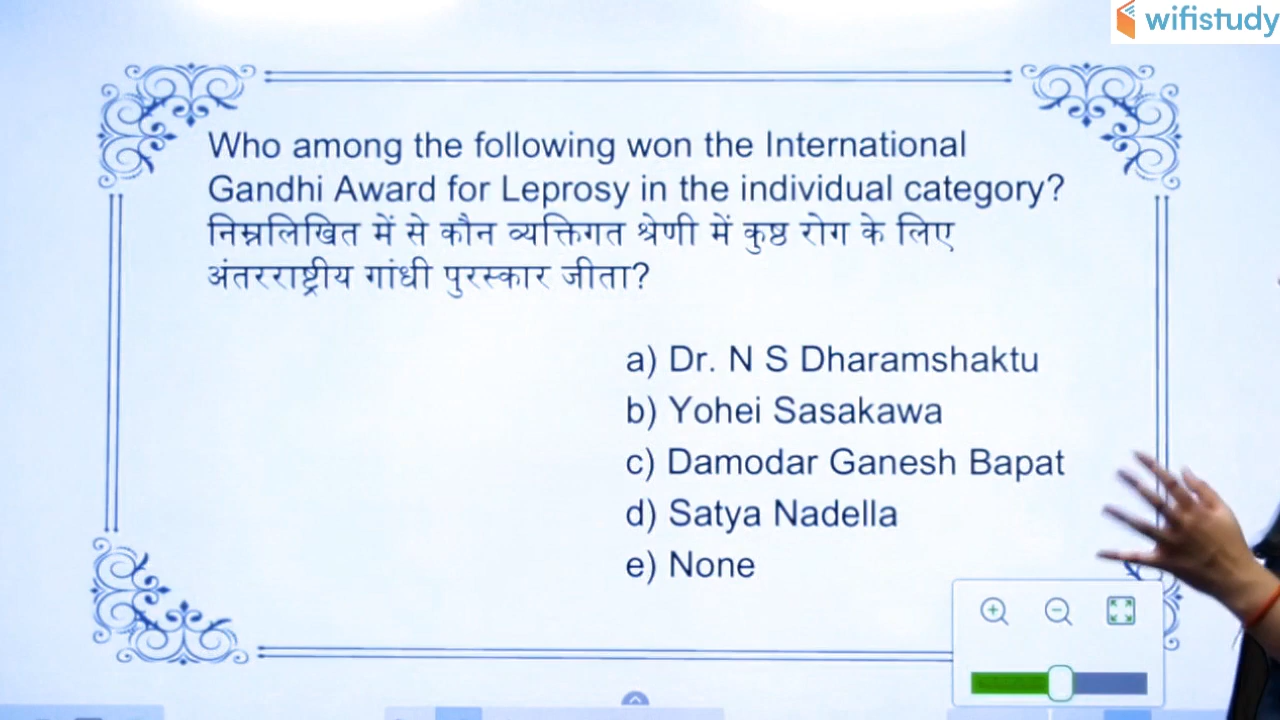 wifistudy
Who among the following won the International
Gandhi Award for Leprosy in the individual category?
निम्नलिखित में से कौन व्यक्तिगत श्रेणी में कुष्ठ रोग के लिए
अंतरराष्ट्रीय गांधी पुरस्कार जीता?
a) Dr. N S Dharamshaktu
b) Yohei Sasakawa
c) Damodar Ganesh Bapat
d) Satya Nadella
e) None